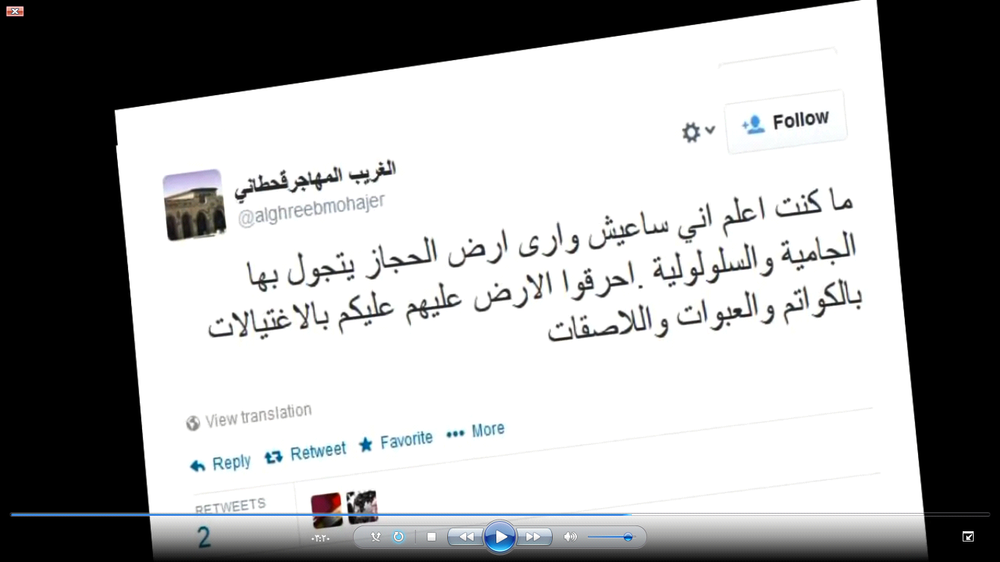 Follow
الغريب المهاجرقحطاني
@alghreebmohajer
ما كنت اعلم اني ساعيش وارى ارض الحجاز يتجول بها
الجامية والسلولولية .احرقوا الارض عليهم عليكم بالاغتيالات
بالكواتم والعبوات واللاصقات
View translation
Reply Retweet Favorite More
RETWEETS
2
٠٢:٢٠